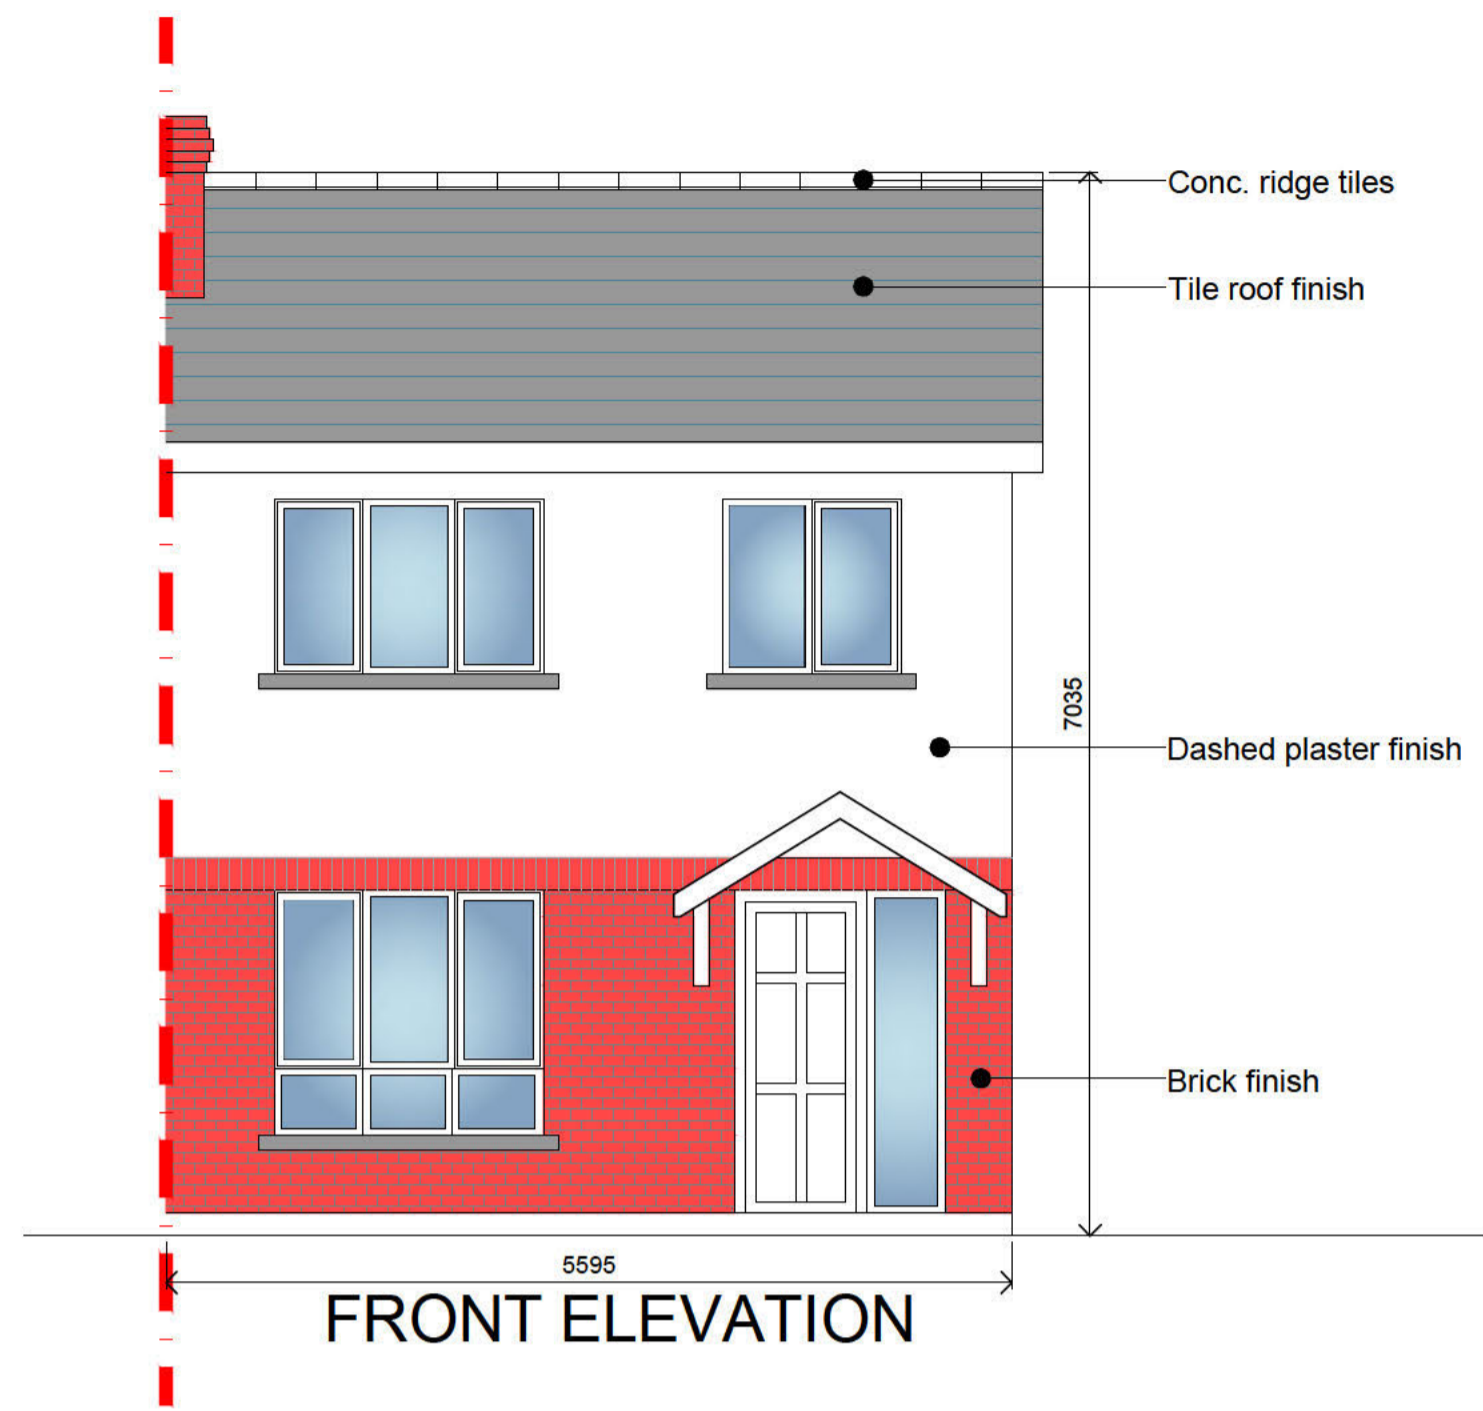 Conc. ridge tiles
Tile roof finish
7035
Dashed plaster finish
Brick finish
5595
FRONT ELEVATION